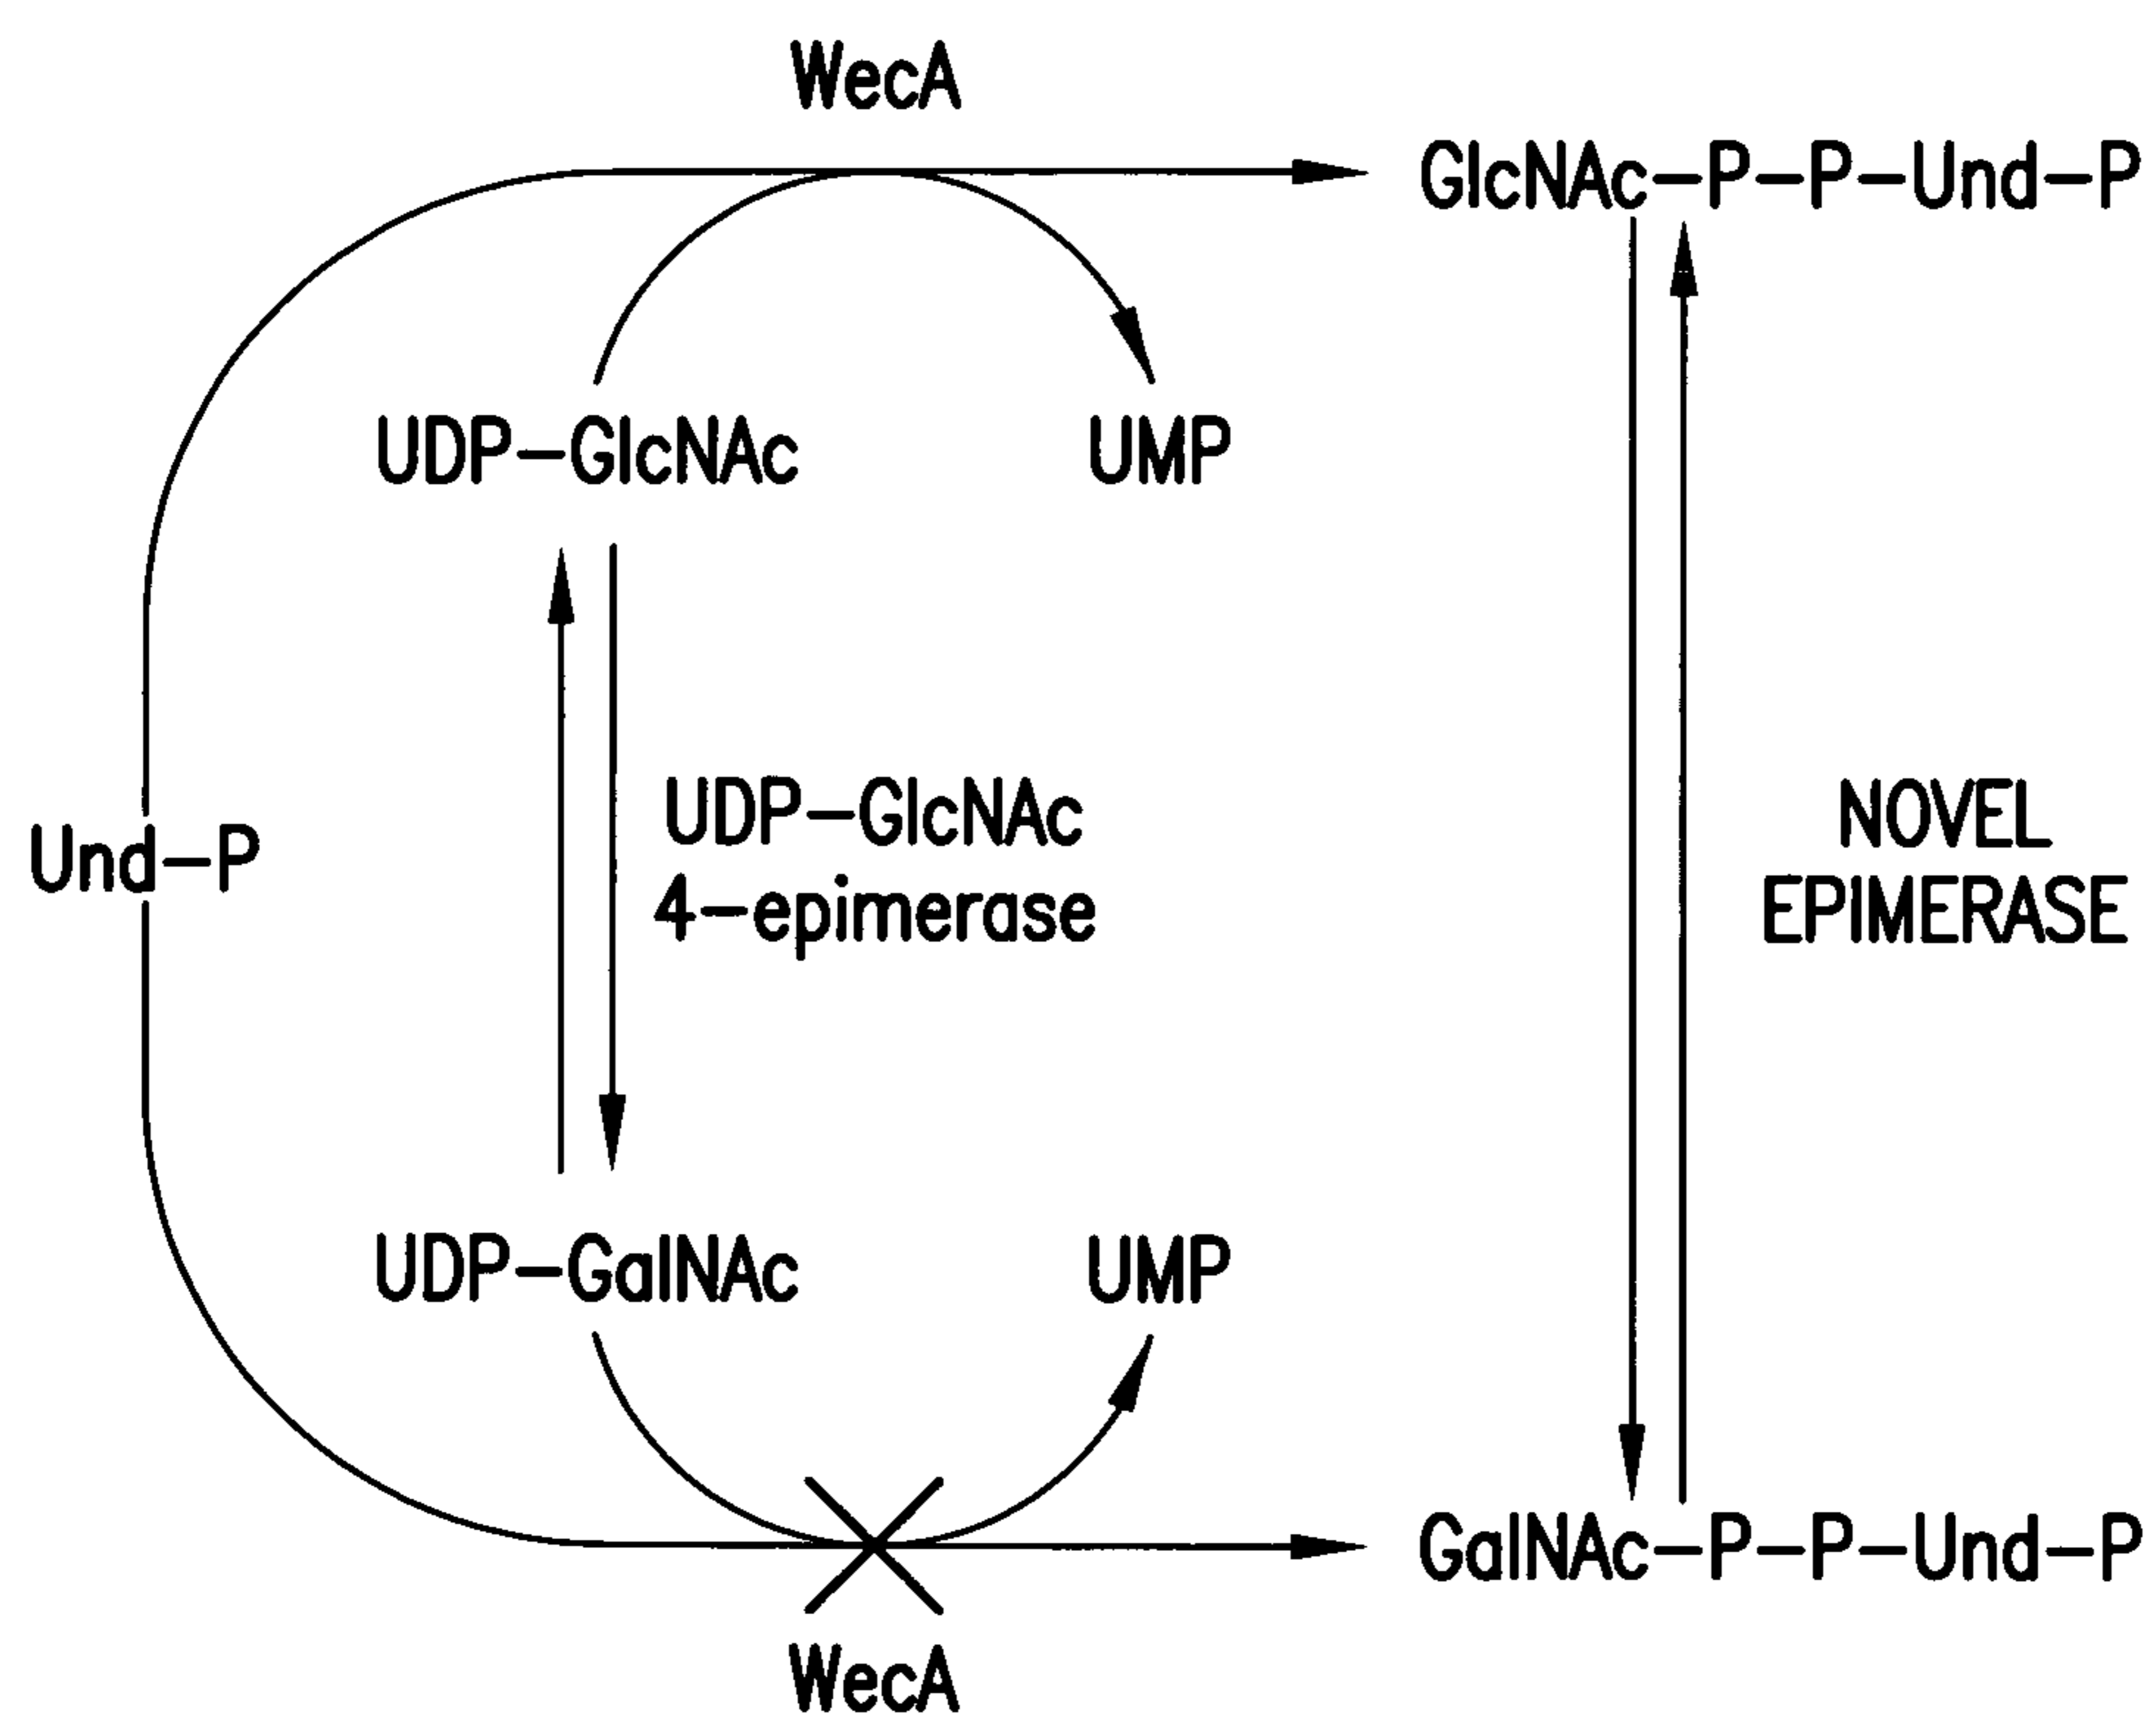 WecA
GlcNAc–P–P–Und–P
UDP–GlcNAc
UMP
UDP–GlcNAc
4–epimerase
NOVEL
EPIMERASE
Und–P
UDP–GalNAc
UMP
GalNAc–P–P–Und–P
WecA